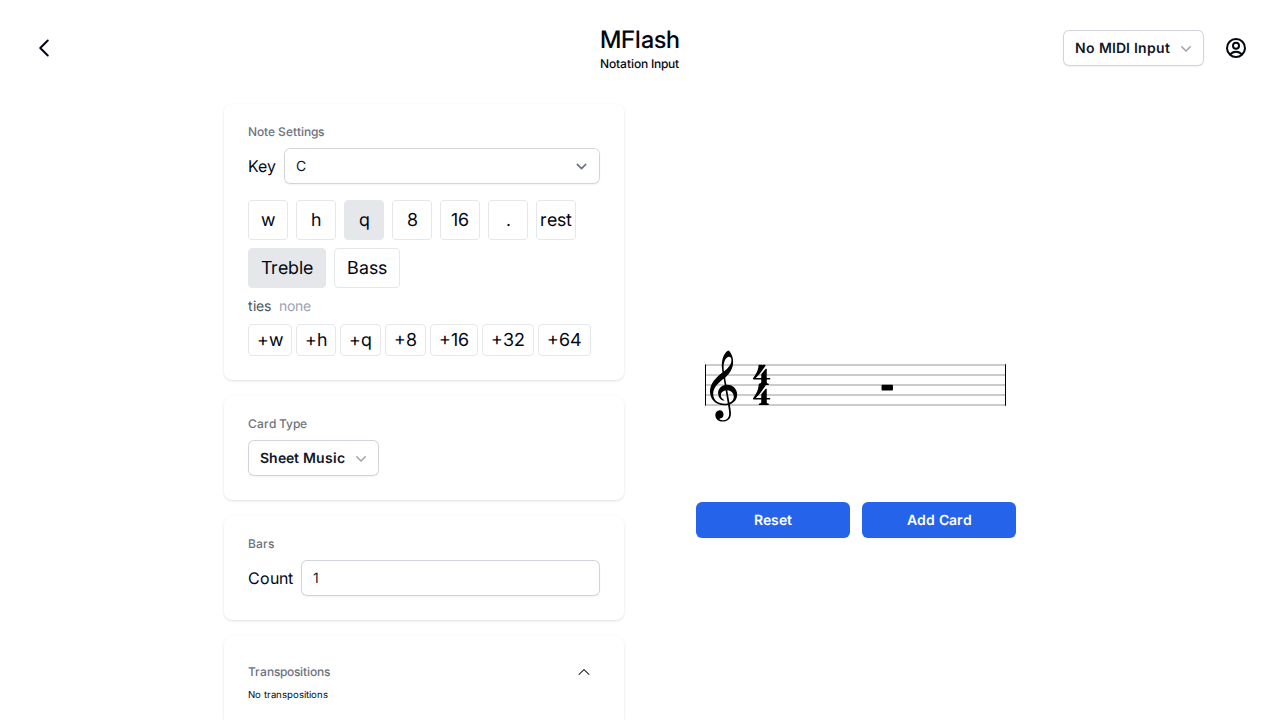 MFlash
Notation Input
No MIDI Input
Note Settings
Key C
w h q 8 16 . rest
Treble Bass
ties none
+w +h +q +8 +16 +32 +64
Card Type
Sheet Music
Bars
Count 1
Transpositions
No transpositions
4
4
Reset Add Card